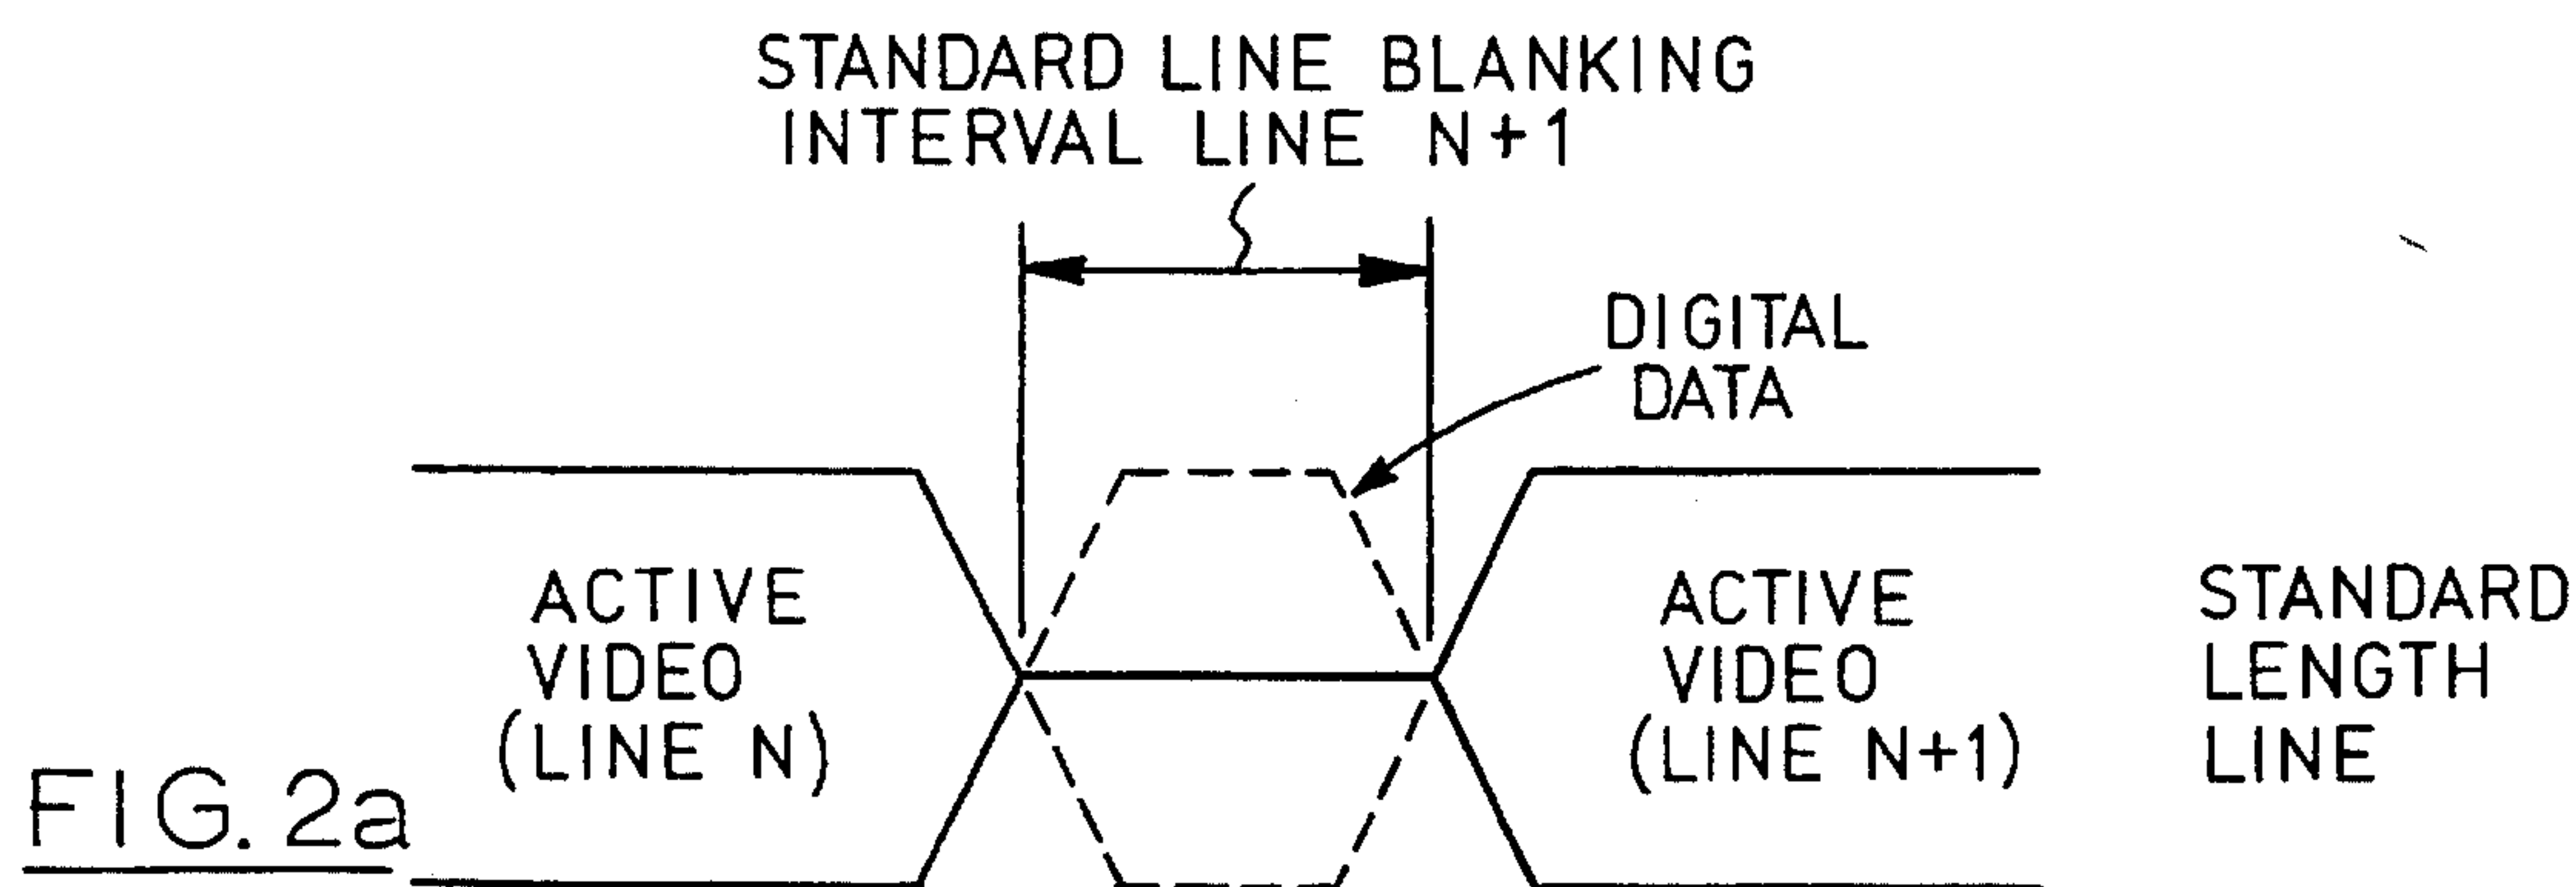 STANDARD LINE BLANKING
INTERVAL LINE N+1
DIGITAL
DATA
ACTIVE
VIDEO
(LINE N)
ACTIVE
VIDEO
(LINE N+1)
STANDARD
LENGTH
LINE
FIG. 2a